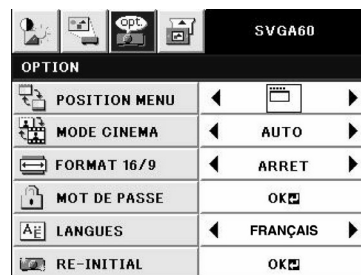 opt.
SVGA60
OPTION
POSITION MENU
MODE CINEMA AUTO
FORMAT 16/9 ARRET
MOT DE PASSE OK
AË LANGUES FRANÇAIS
RE-INITIAL OK